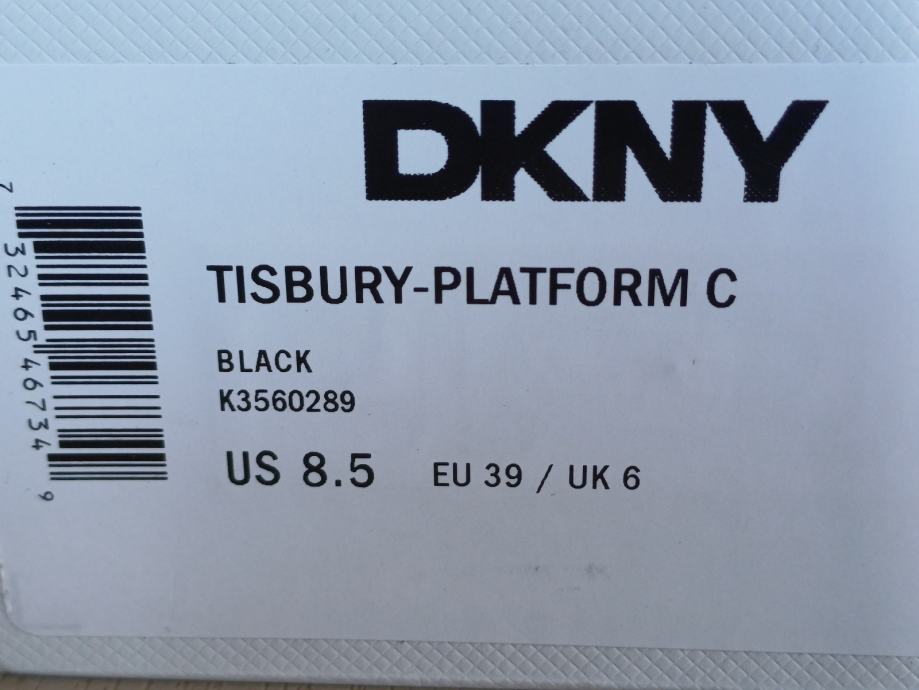 DKNY
TISBURY-PLATFORM C
BLACK
K3560289
US 8.5 EU 39 / UK 6
7 32465 46734 9